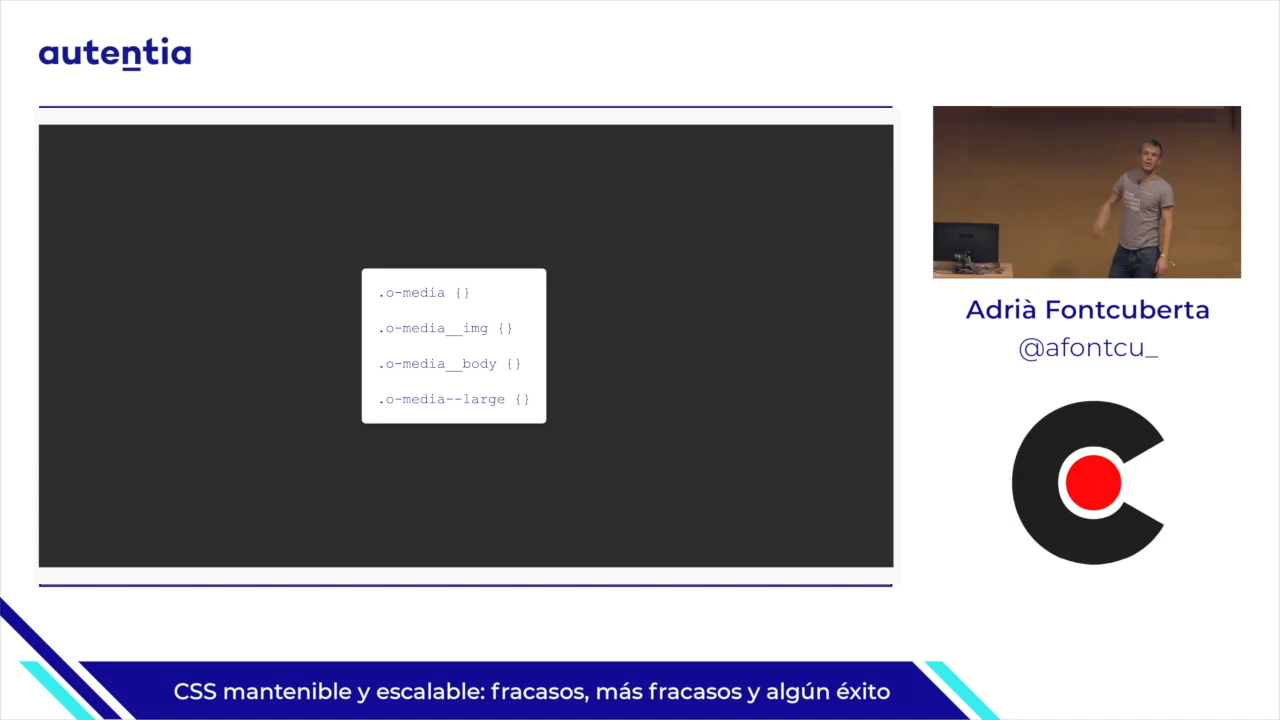 autentia
.o-media {}
.o-media__img {}
.o-media__body {}
.o-media--large {}
Adrià Fontcuberta
@afontcu_
CSS mantenible y escalable: fracasos, más fracasos y algún éxito